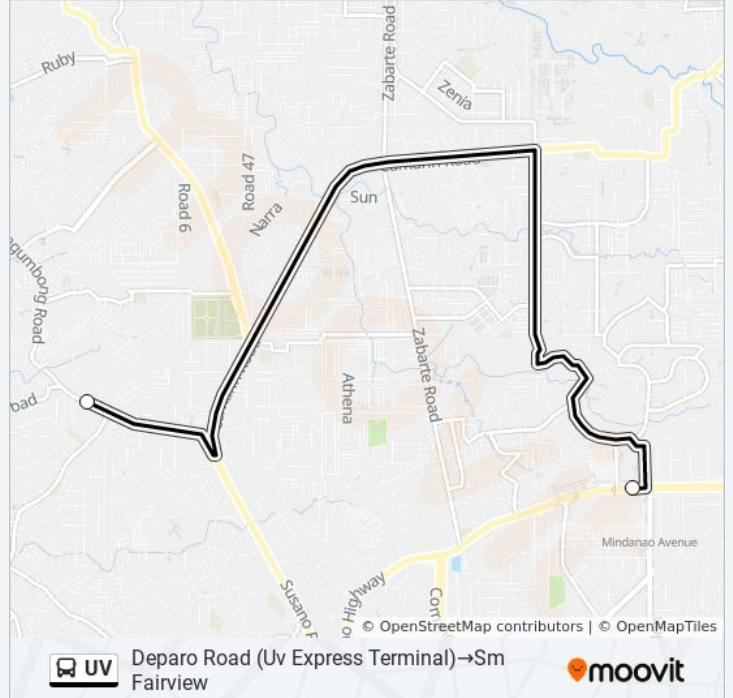 Ruby
Zabarte Road
Zenia
Road 47
Road 6
Narra
Sun
Road
Zabarte Road
Athena
Mindanao Avenue
Susano
Highway
© OpenStreetMap contributors | © OpenMapTiles
UV
Deparo Road (Uv Express Terminal)→Sm
Fairview
moovit